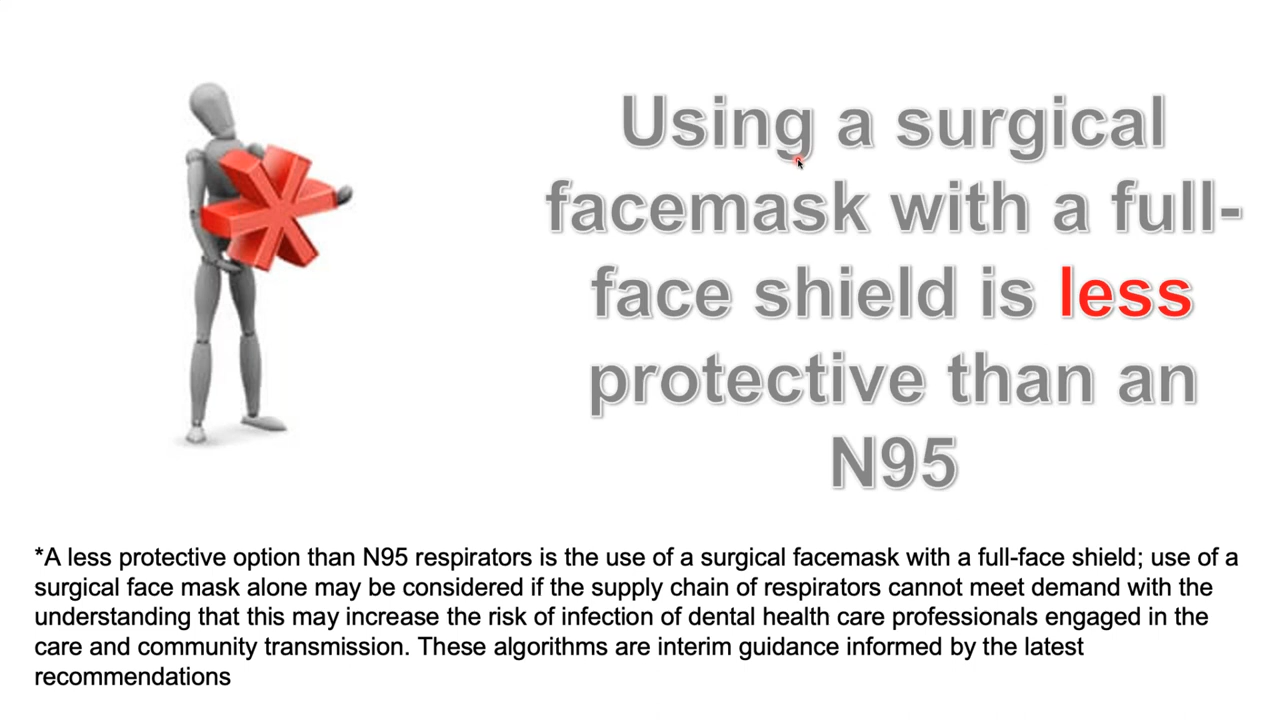 Using a surgical
facemask with a full-
face shield is less
protective than an
N95
*A less protective option than N95 respirators is the use of a surgical facemask with a full-face shield; use of a
surgical face mask alone may be considered if the supply chain of respirators cannot meet demand with the
understanding that this may increase the risk of infection of dental health care professionals engaged in the
care and community transmission. These algorithms are interim guidance informed by the latest
recommendations